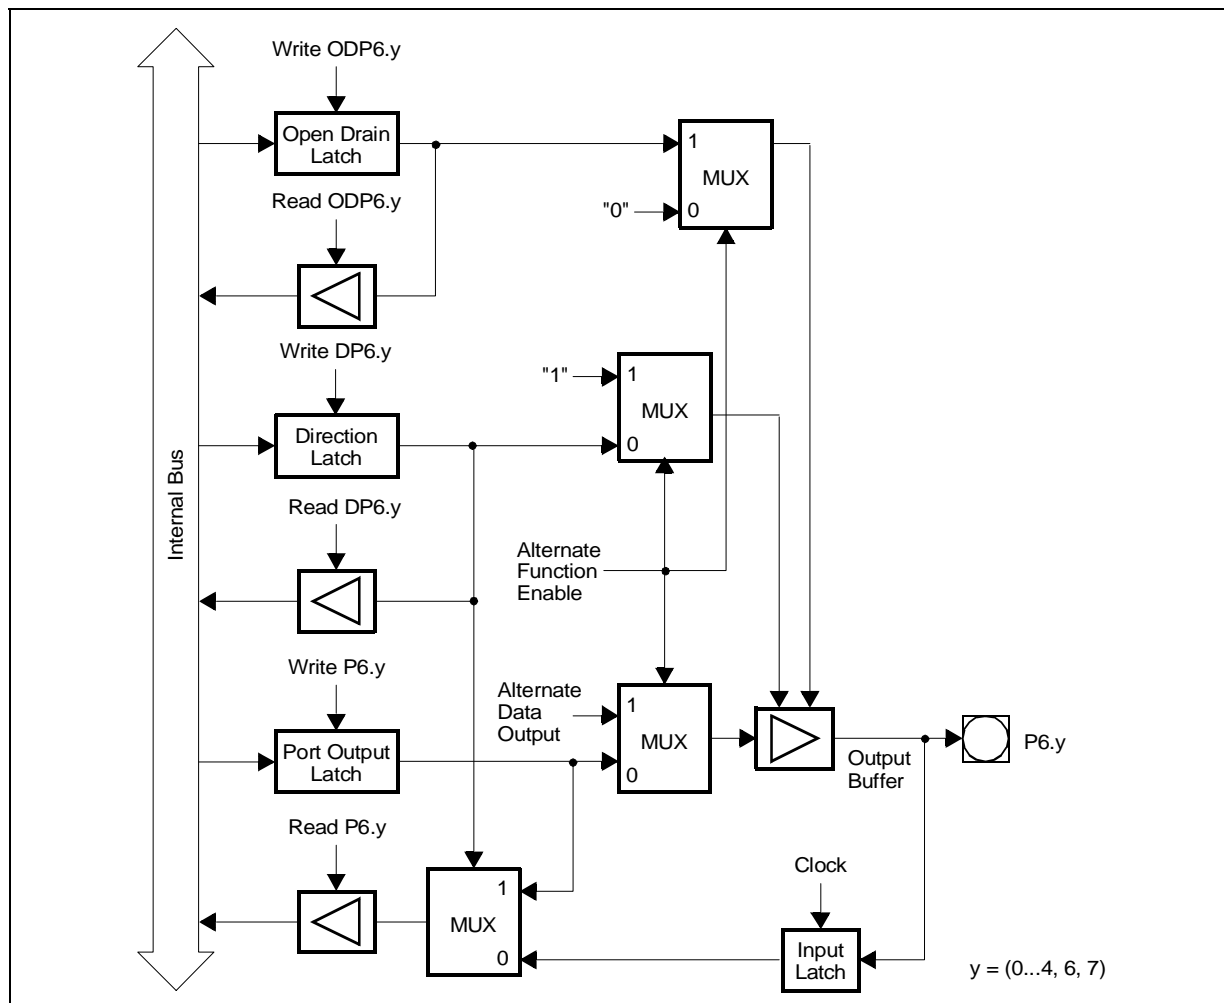 Write ODP6.y
Open Drain
Latch
1
MUX
"0"
0
Read ODP6.y
Write DP6.y
"1"
1
MUX
0
Direction
Latch
Internal Bus
Read DP6.y
Alternate
Function
Enable
Write P6.y
Alternate
Data
Output
1
MUX
0
Port Output
Latch
Output
Buffer
P6.y
Read P6.y
Clock
1
MUX
0
Input
Latch
y = (0...4, 6, 7)